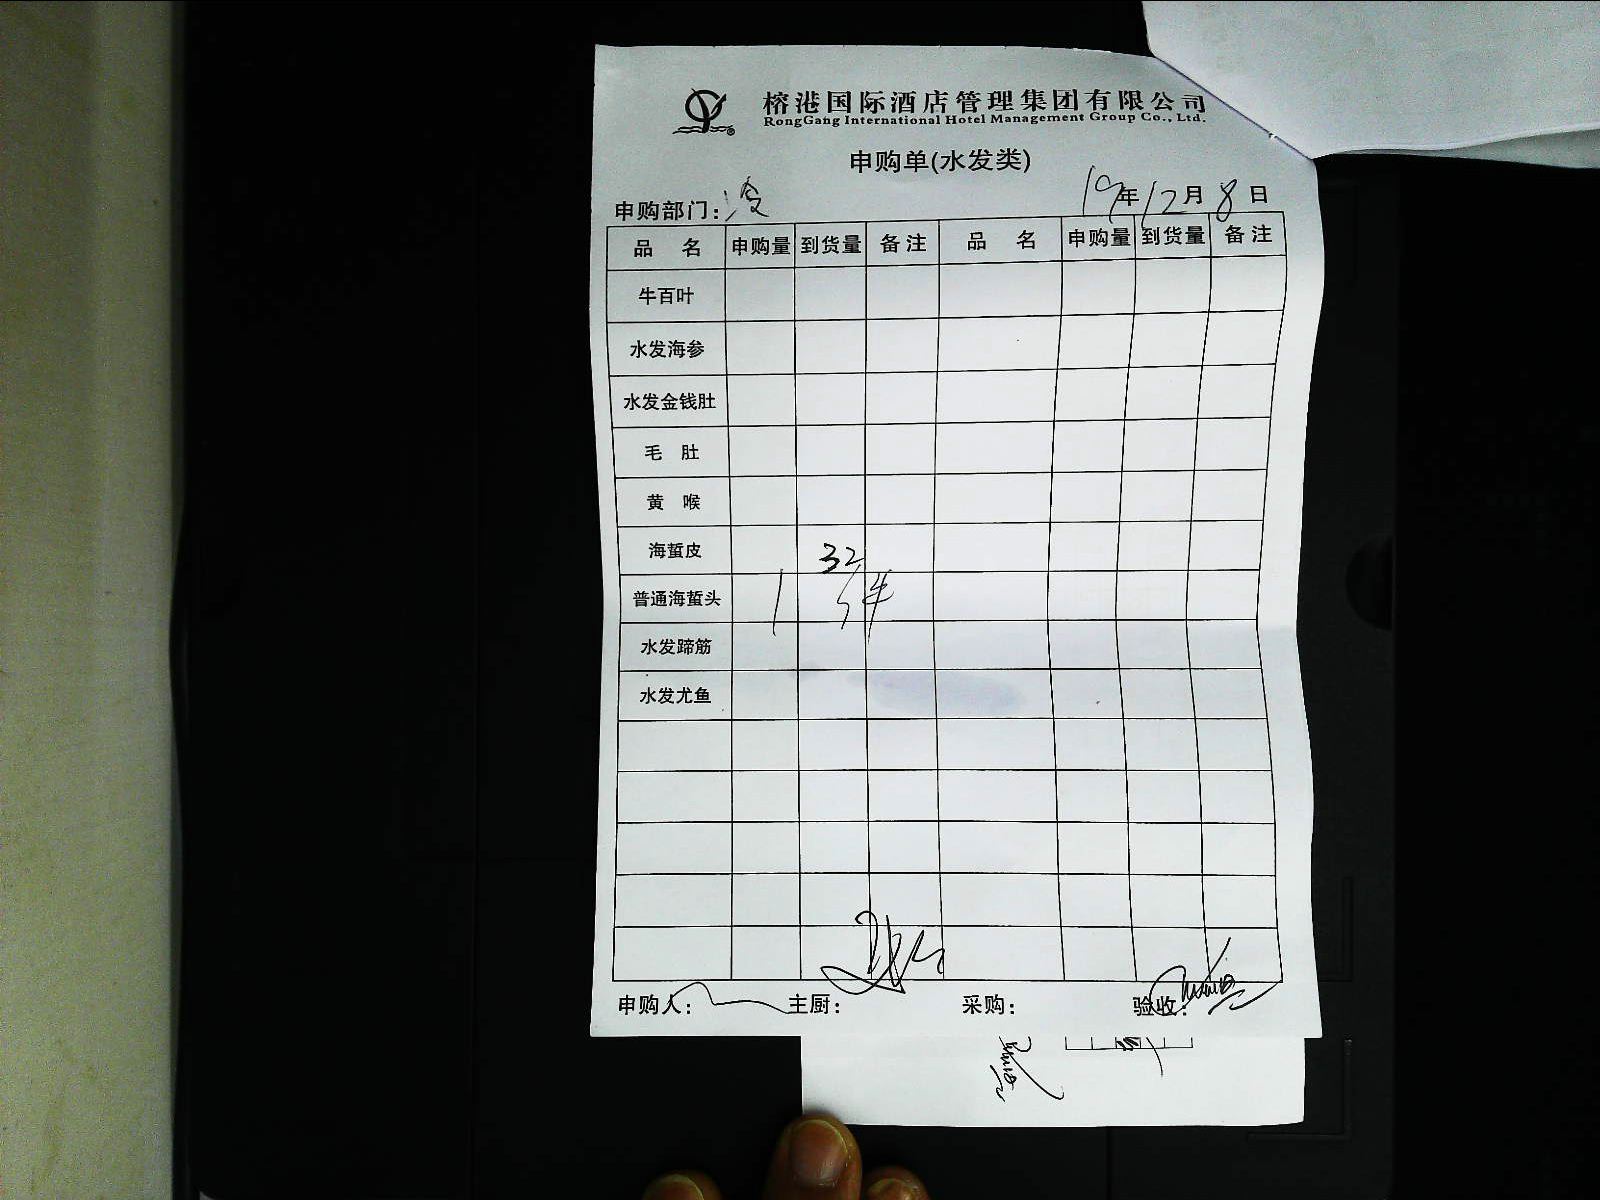 榕港国际酒店管理集团有限公司
RongGang International Hotel Management Group Co., Ltd.
申购单(水发类)
申购部门: 19年12月8日
品 名 申购量 到货量 备注 品 名 申购量 到货量 备注
牛百叶
水发海参
水发金钱肚
毛 肚
黄 喉
海蜇皮 32
普通海蜇头 1 件
水发蹄筋
水发尤鱼
申购人: 主厨: 采购: 验收: